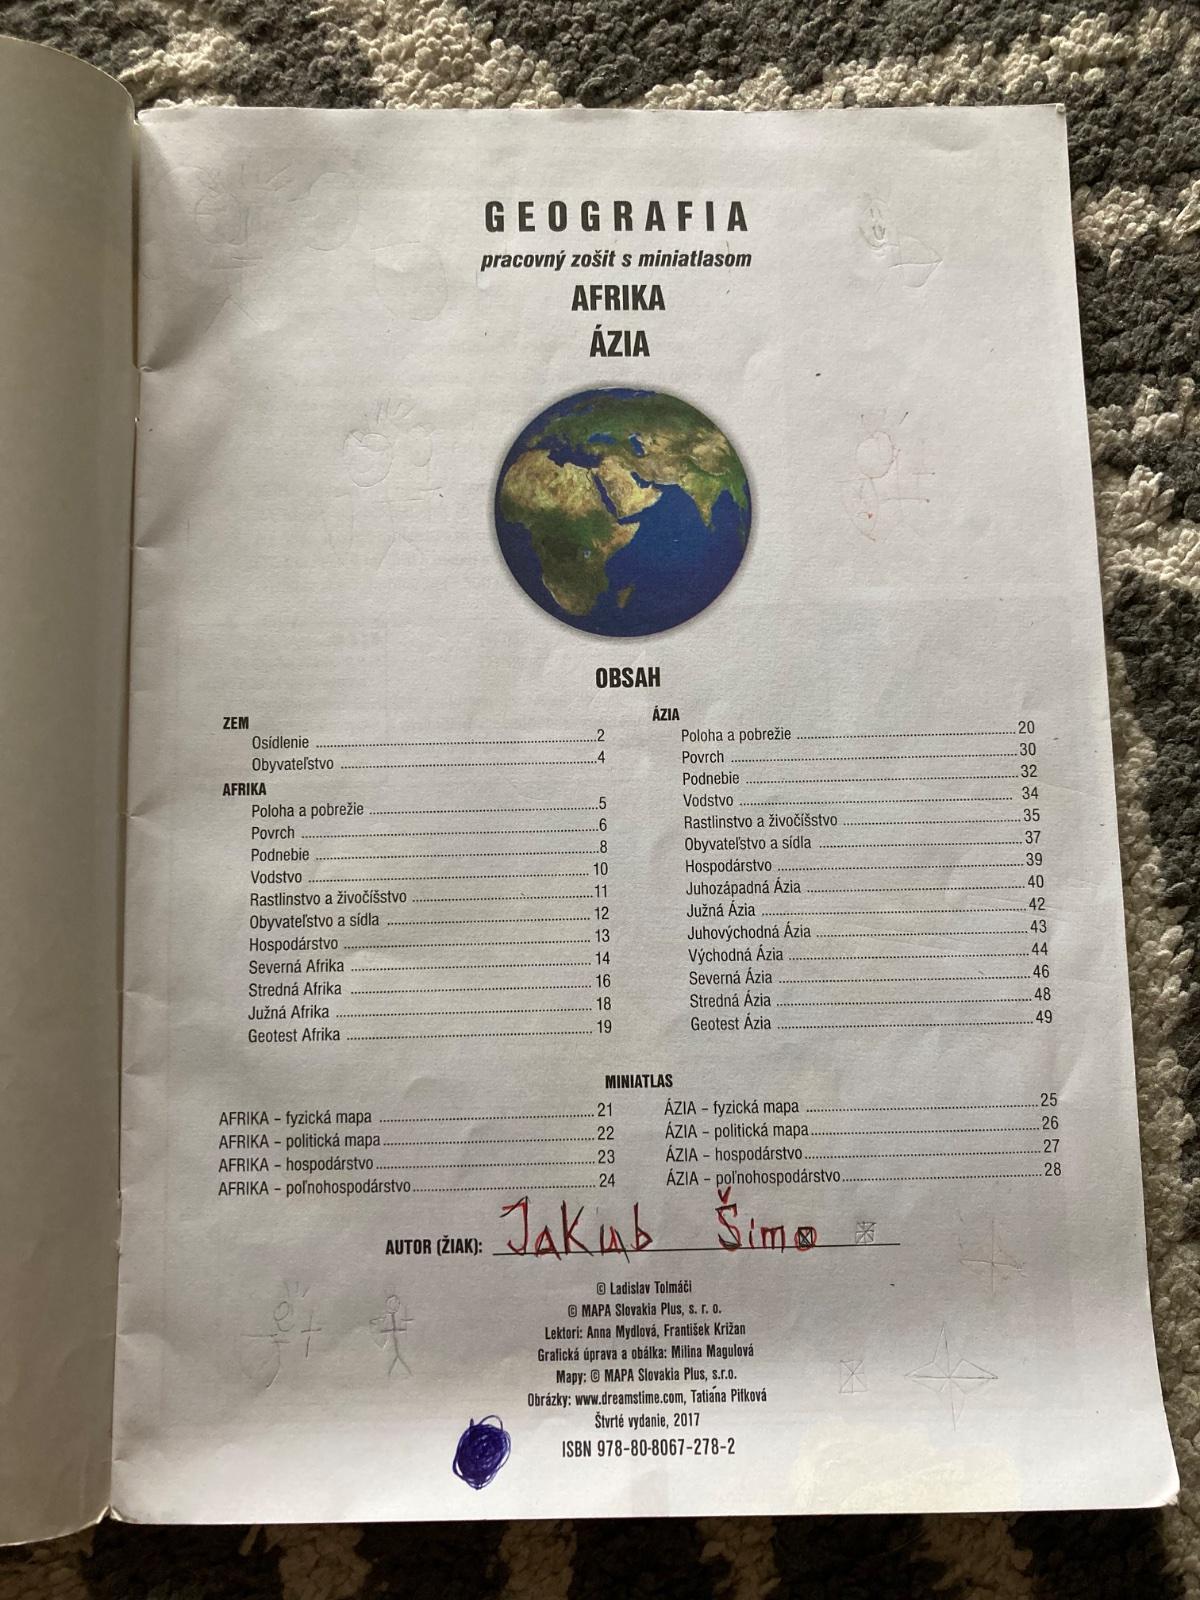 GEOGRAFIA
pracovný zošit s miniatlasom
AFRIKA
ÁZIA
OBSAH
ZEM
Osídlenie 2
Obyvateľstvo 4
AFRIKA
Poloha a pobrežie 5
Povrch 6
Podnebie 8
Vodstvo 10
Rastlinstvo a živočíšstvo 11
Obyvateľstvo a sídla 12
Hospodárstvo 13
Severná Afrika 14
Stredná Afrika 16
Južná Afrika 18
Geotest Afrika 19
ÁZIA
Poloha a pobrežie 20
Povrch 30
Podnebie 32
Vodstvo 34
Rastlinstvo a živočíšstvo 35
Obyvateľstvo a sídla 37
Hospodárstvo 39
Juhozápadná Ázia 40
Južná Ázia 42
Juhovýchodná Ázia 43
Východná Ázia 44
Severná Ázia 46
Stredná Ázia 48
Geotest Ázia 49
MINIATLAS
AFRIKA – fyzická mapa 21
AFRIKA – politická mapa 22
AFRIKA – hospodárstvo 23
AFRIKA – poľnohospodárstvo 24
ÁZIA – fyzická mapa 25
ÁZIA – politická mapa 26
ÁZIA – hospodárstvo 27
ÁZIA – poľnohospodárstvo 28
AUTOR (ŽIAK): Jakub Šimo
© Ladislav Tolmáči
© MAPA Slovakia Plus, s. r. o.
Lektori: Anna Mydlová, František Križan
Grafická úprava a obálka: Milina Magulová
Mapy: © MAPA Slovakia Plus, s.r.o.
Obrázky: www.dreamstime.com, Tatiana Pifková
Štvrté vydanie, 2017
ISBN 978-80-8067-278-2